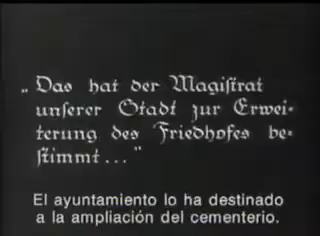 „Das hat der Magistrat
unserer Stadt zur Erwei-
terung des Friedhofes be-
stimmt..."
El ayuntamiento lo ha destinado
a la ampliación del cementerio.